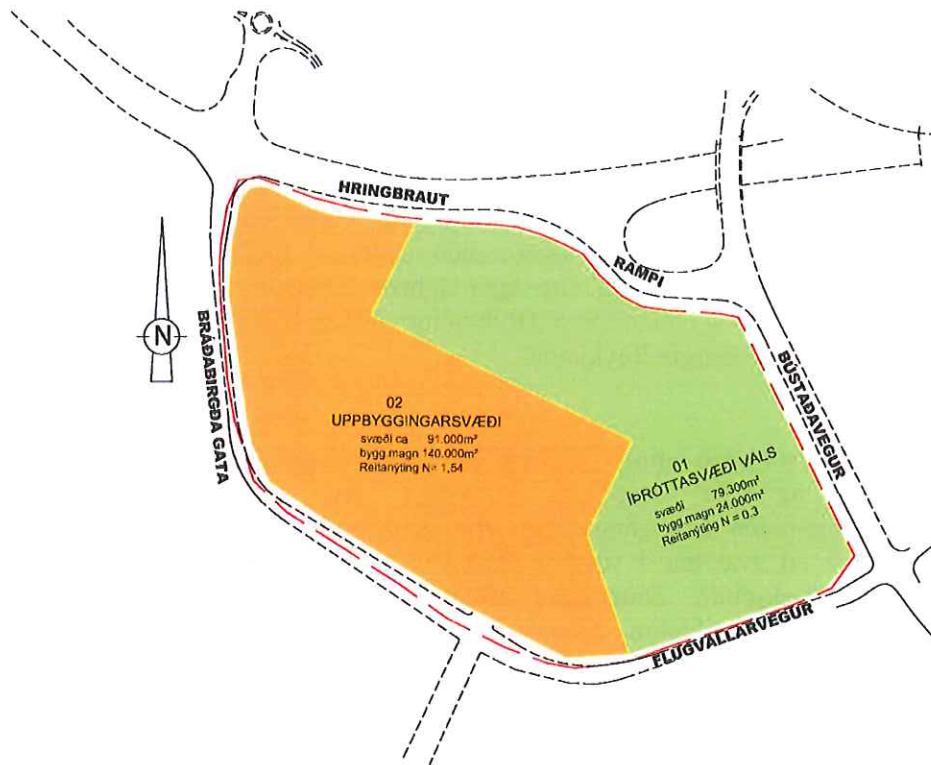 HRINGBRAUT
RAMPI
BÚSTAÐAVEGUR
N
BRÁÐABIRGÐA GATA
02
UPPBYGGINGARSVÆÐI
svæði ca 91.000m²
bygg.magn 140.000m²
Reitanýting N= 1,54
01
ÍÞRÓTTASVÆÐI VALS
svæði 79.300m²
bygg.magn 24.000m²
Reitanýting N = 0.3
FLUGVALLARVEGUR